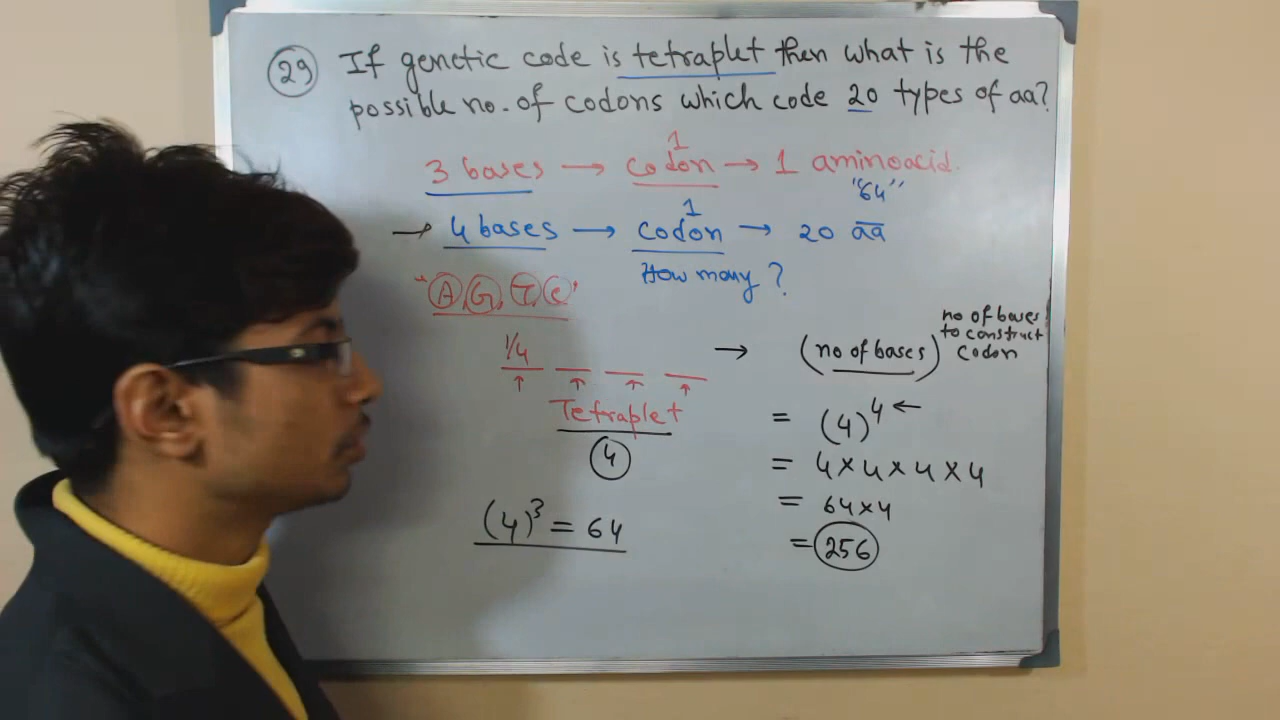 29 If genetic code is tetraplet then what is the
possible no. of codons which code 20 types of aa?
3 bases → 1 codon → 1 aminoacid.
"64"
→ 4 bases → 1 codon → 20 aa
How many ?
"A, G, T, C"
1/4
Tetraplet
4
(4)³ = 64
→ (no of bases) no of bases to construct codon
= (4)⁴ ←
= 4×4×4×4
= 64×4
= 256